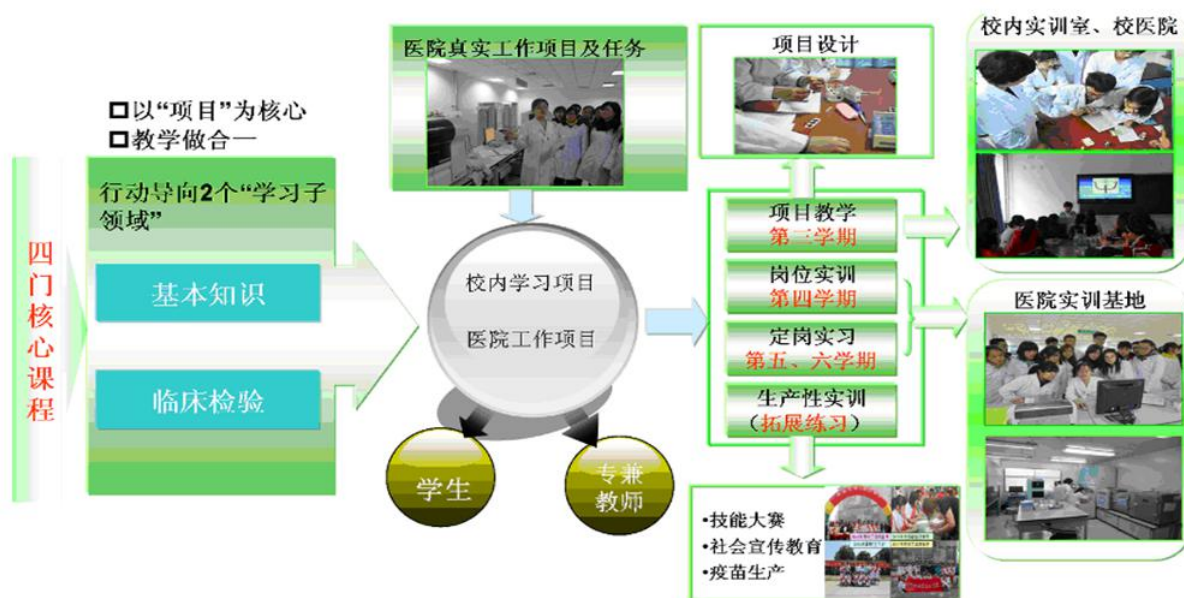 四门核心课程
□以“项目”为核心
□教学做合一
行动导向2个“学习子
领域”
基本知识
临床检验
医院真实工作项目及任务
校内学习项目
医院工作项目
学生
专兼
教师
项目设计
项目教学
第三学期
岗位实训
第四学期
定岗实习
第五、六学期
生产性实训
（拓展练习）
•技能大赛
•社会宣传教育
•疫苗生产
校内实训室、校医院
医院实训基地